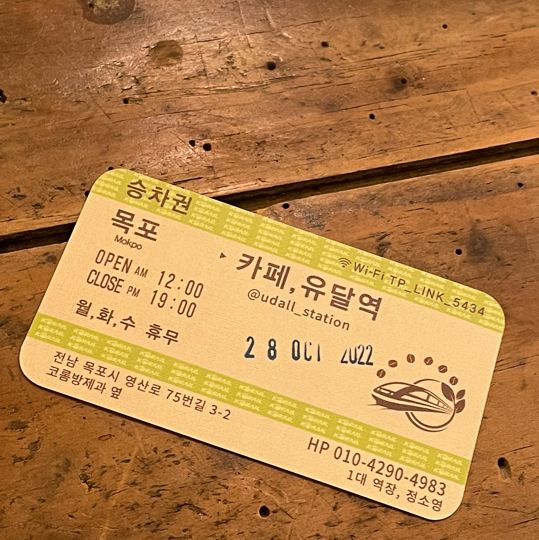 승차권
Wi-Fi TP_LINK_5434
목포
Mokpo
▶ 카페,유달역
@udall_station
OPEN AM 12:00
CLOSE PM 19:00
28 OCT 2022
월,화,수 휴무
전남 목포시 영산로 75번길 3-2
코롬방제과 옆
HP 010-4290-4983
1대 역장, 정소영